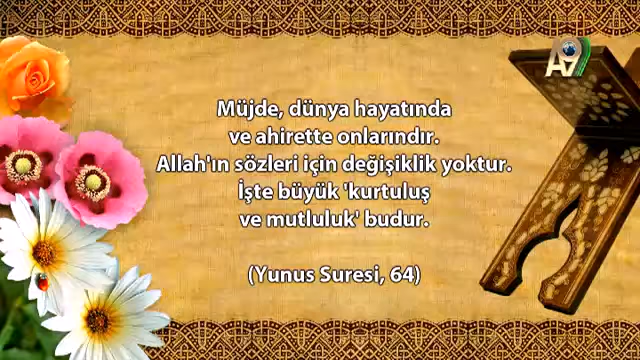 A9
Müjde, dünya hayatında
ve ahirette onlarındır.
Allah'ın sözleri için değişiklik yoktur.
İşte büyük 'kurtuluş
ve mutluluk' budur.
(Yunus Suresi, 64)